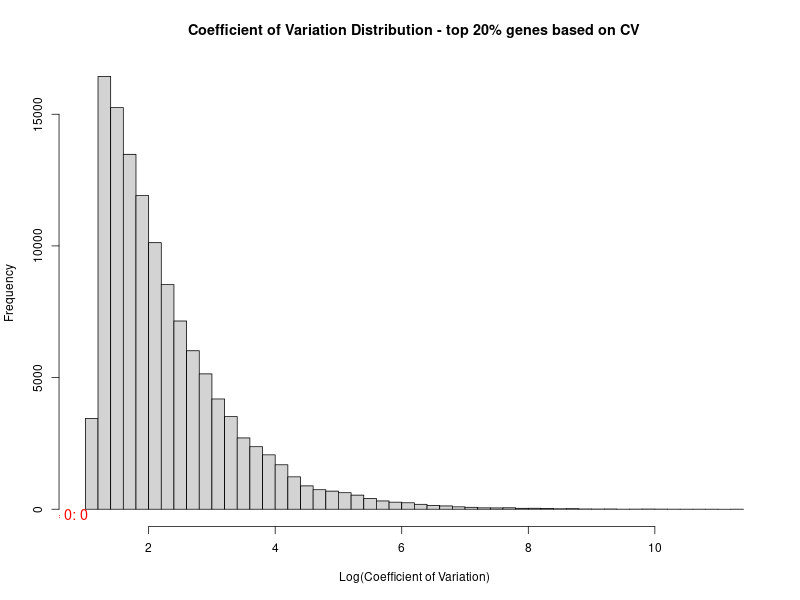 Coefficient of Variation Distribution - top 20% genes based on CV
15000
10000
5000
0
Frequency
0: 0
2 4 6 8 10
Log(Coefficient of Variation)